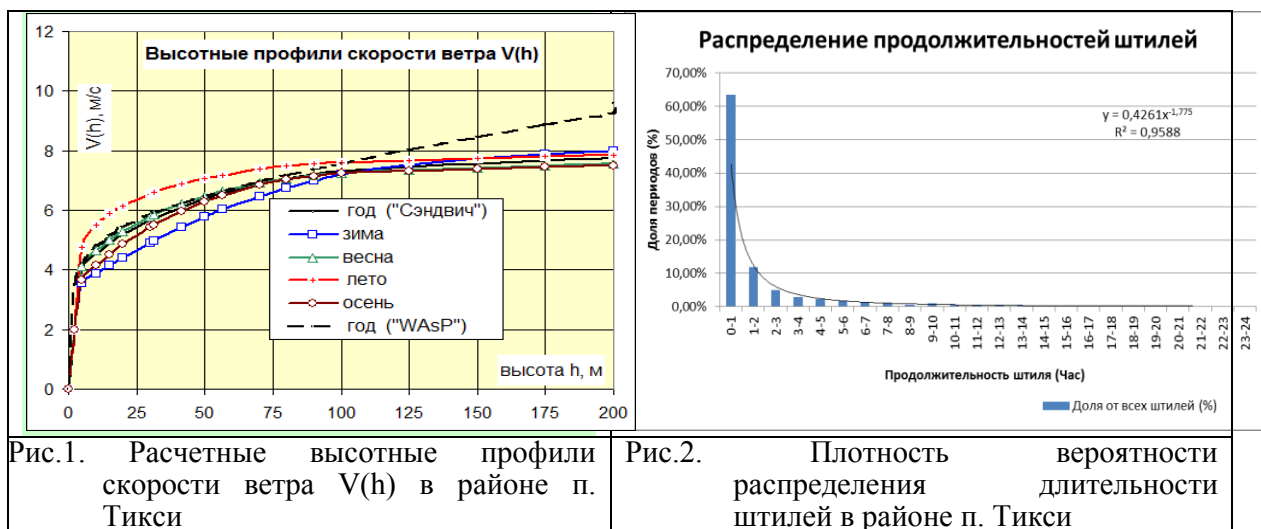 Высотные профили скорости ветра V(h)
V(h), м/с
12
10
8
6
4
2
0
0 25 50 75 100 125 150 175 200
высота h, м
год ("Сэндвич")
зима
весна
лето
осень
год ("WAsP")
Распределение продолжительностей штилей
Доля периодов (%)
70,00%
60,00%
50,00%
40,00%
30,00%
20,00%
10,00%
0,00%
y = 0,4261x^-1,775
R² = 0,9588
0-1 1-2 2-3 3-4 4-5 5-6 6-7 7-8 8-9 9-10 10-11 11-12 12-13 13-14 14-15 15-16 16-17 17-18 18-19 19-20 20-21 21-22 22-23 23-24
Продолжительность штиля (Час)
Доля от всех штилей (%)
Рис.1. Расчетные высотные профили
скорости ветра V(h) в районе п.
Тикси
Рис.2. Плотность вероятности
распределения длительности
штилей в районе п. Тикси